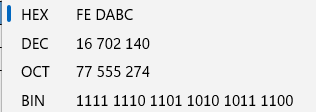 HEX FE DABC
DEC 16 702 140
OCT 77 555 274
BIN 1111 1110 1101 1010 1011 1100